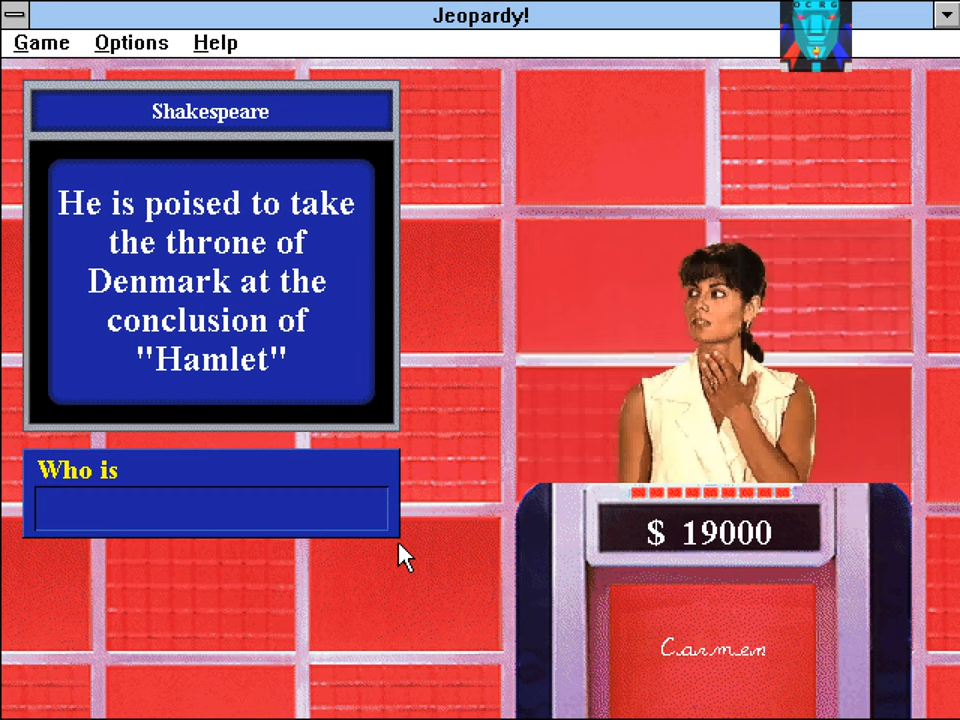 Jeopardy!
OCRG
Game Options Help
Shakespeare
He is poised to take
the throne of
Denmark at the
conclusion of
"Hamlet"
Who is
$ 19000
Carmen